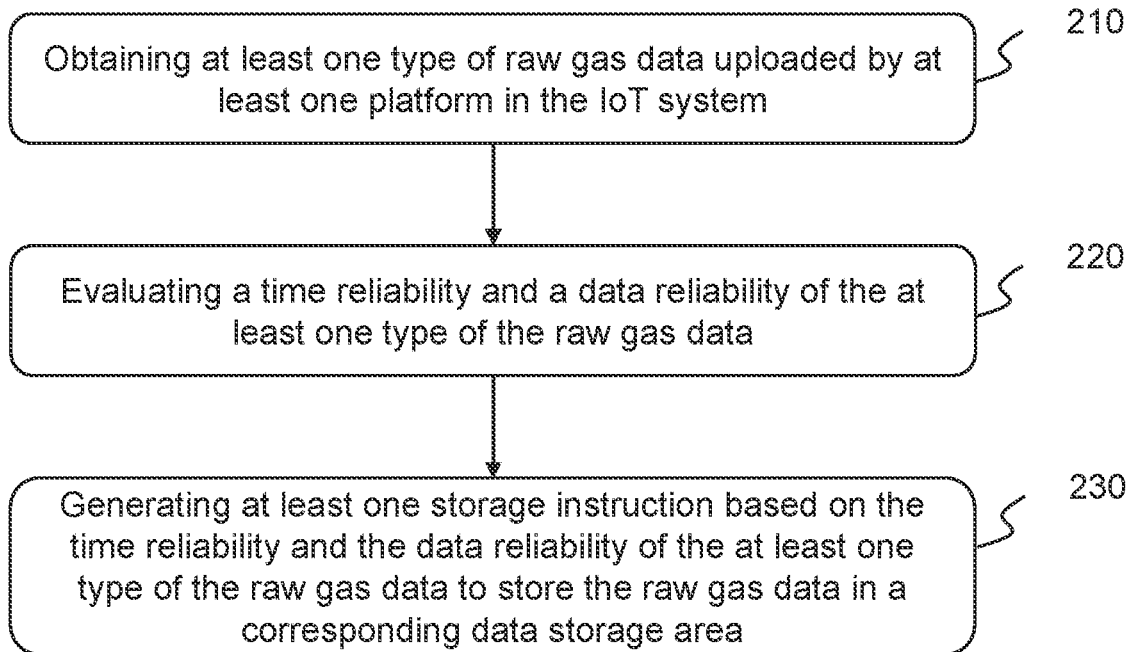 210
Obtaining at least one type of raw gas data uploaded by at
least one platform in the IoT system
220
Evaluating a time reliability and a data reliability of the at
least one type of the raw gas data
230
Generating at least one storage instruction based on the
time reliability and the data reliability of the at least one
type of the raw gas data to store the raw gas data in a
corresponding data storage area